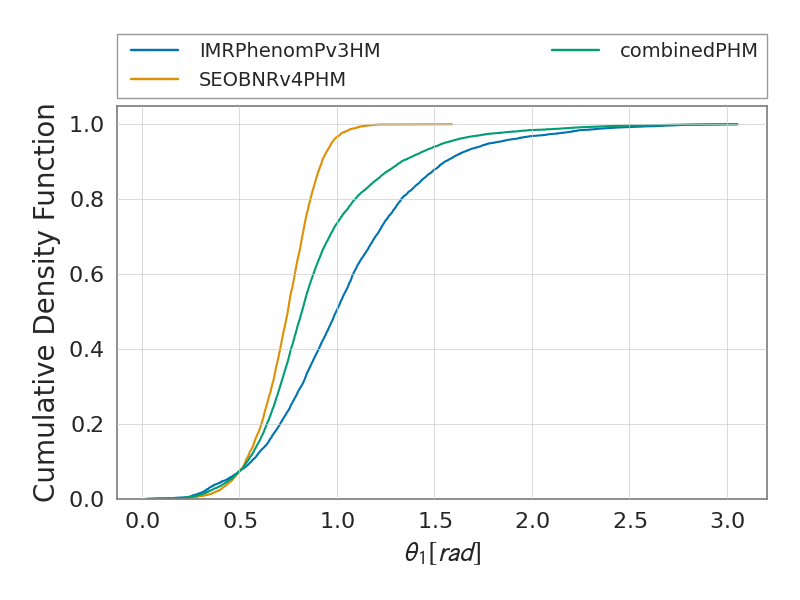 IMRPhenomPv3HM
SEOBNRv4PHM
combinedPHM
Cumulative Density Function
1.0
0.8
0.6
0.4
0.2
0.0
0.0 0.5 1.0 1.5 2.0 2.5 3.0
θ₁[rad]